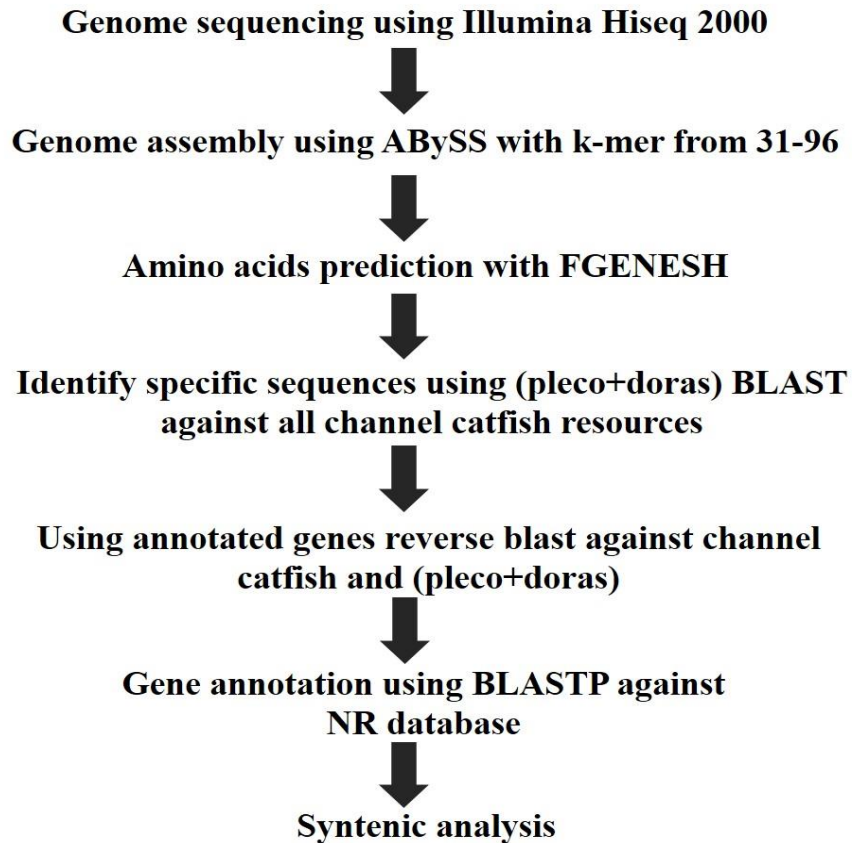 Genome sequencing using Illumina Hiseq 2000
Genome assembly using ABySS with k-mer from 31-96
Amino acids prediction with FGENESH
Identify specific sequences using (pleco+doras) BLAST
against all channel catfish resources
Using annotated genes reverse blast against channel
catfish and (pleco+doras)
Gene annotation using BLASTP against
NR database
Syntenic analysis